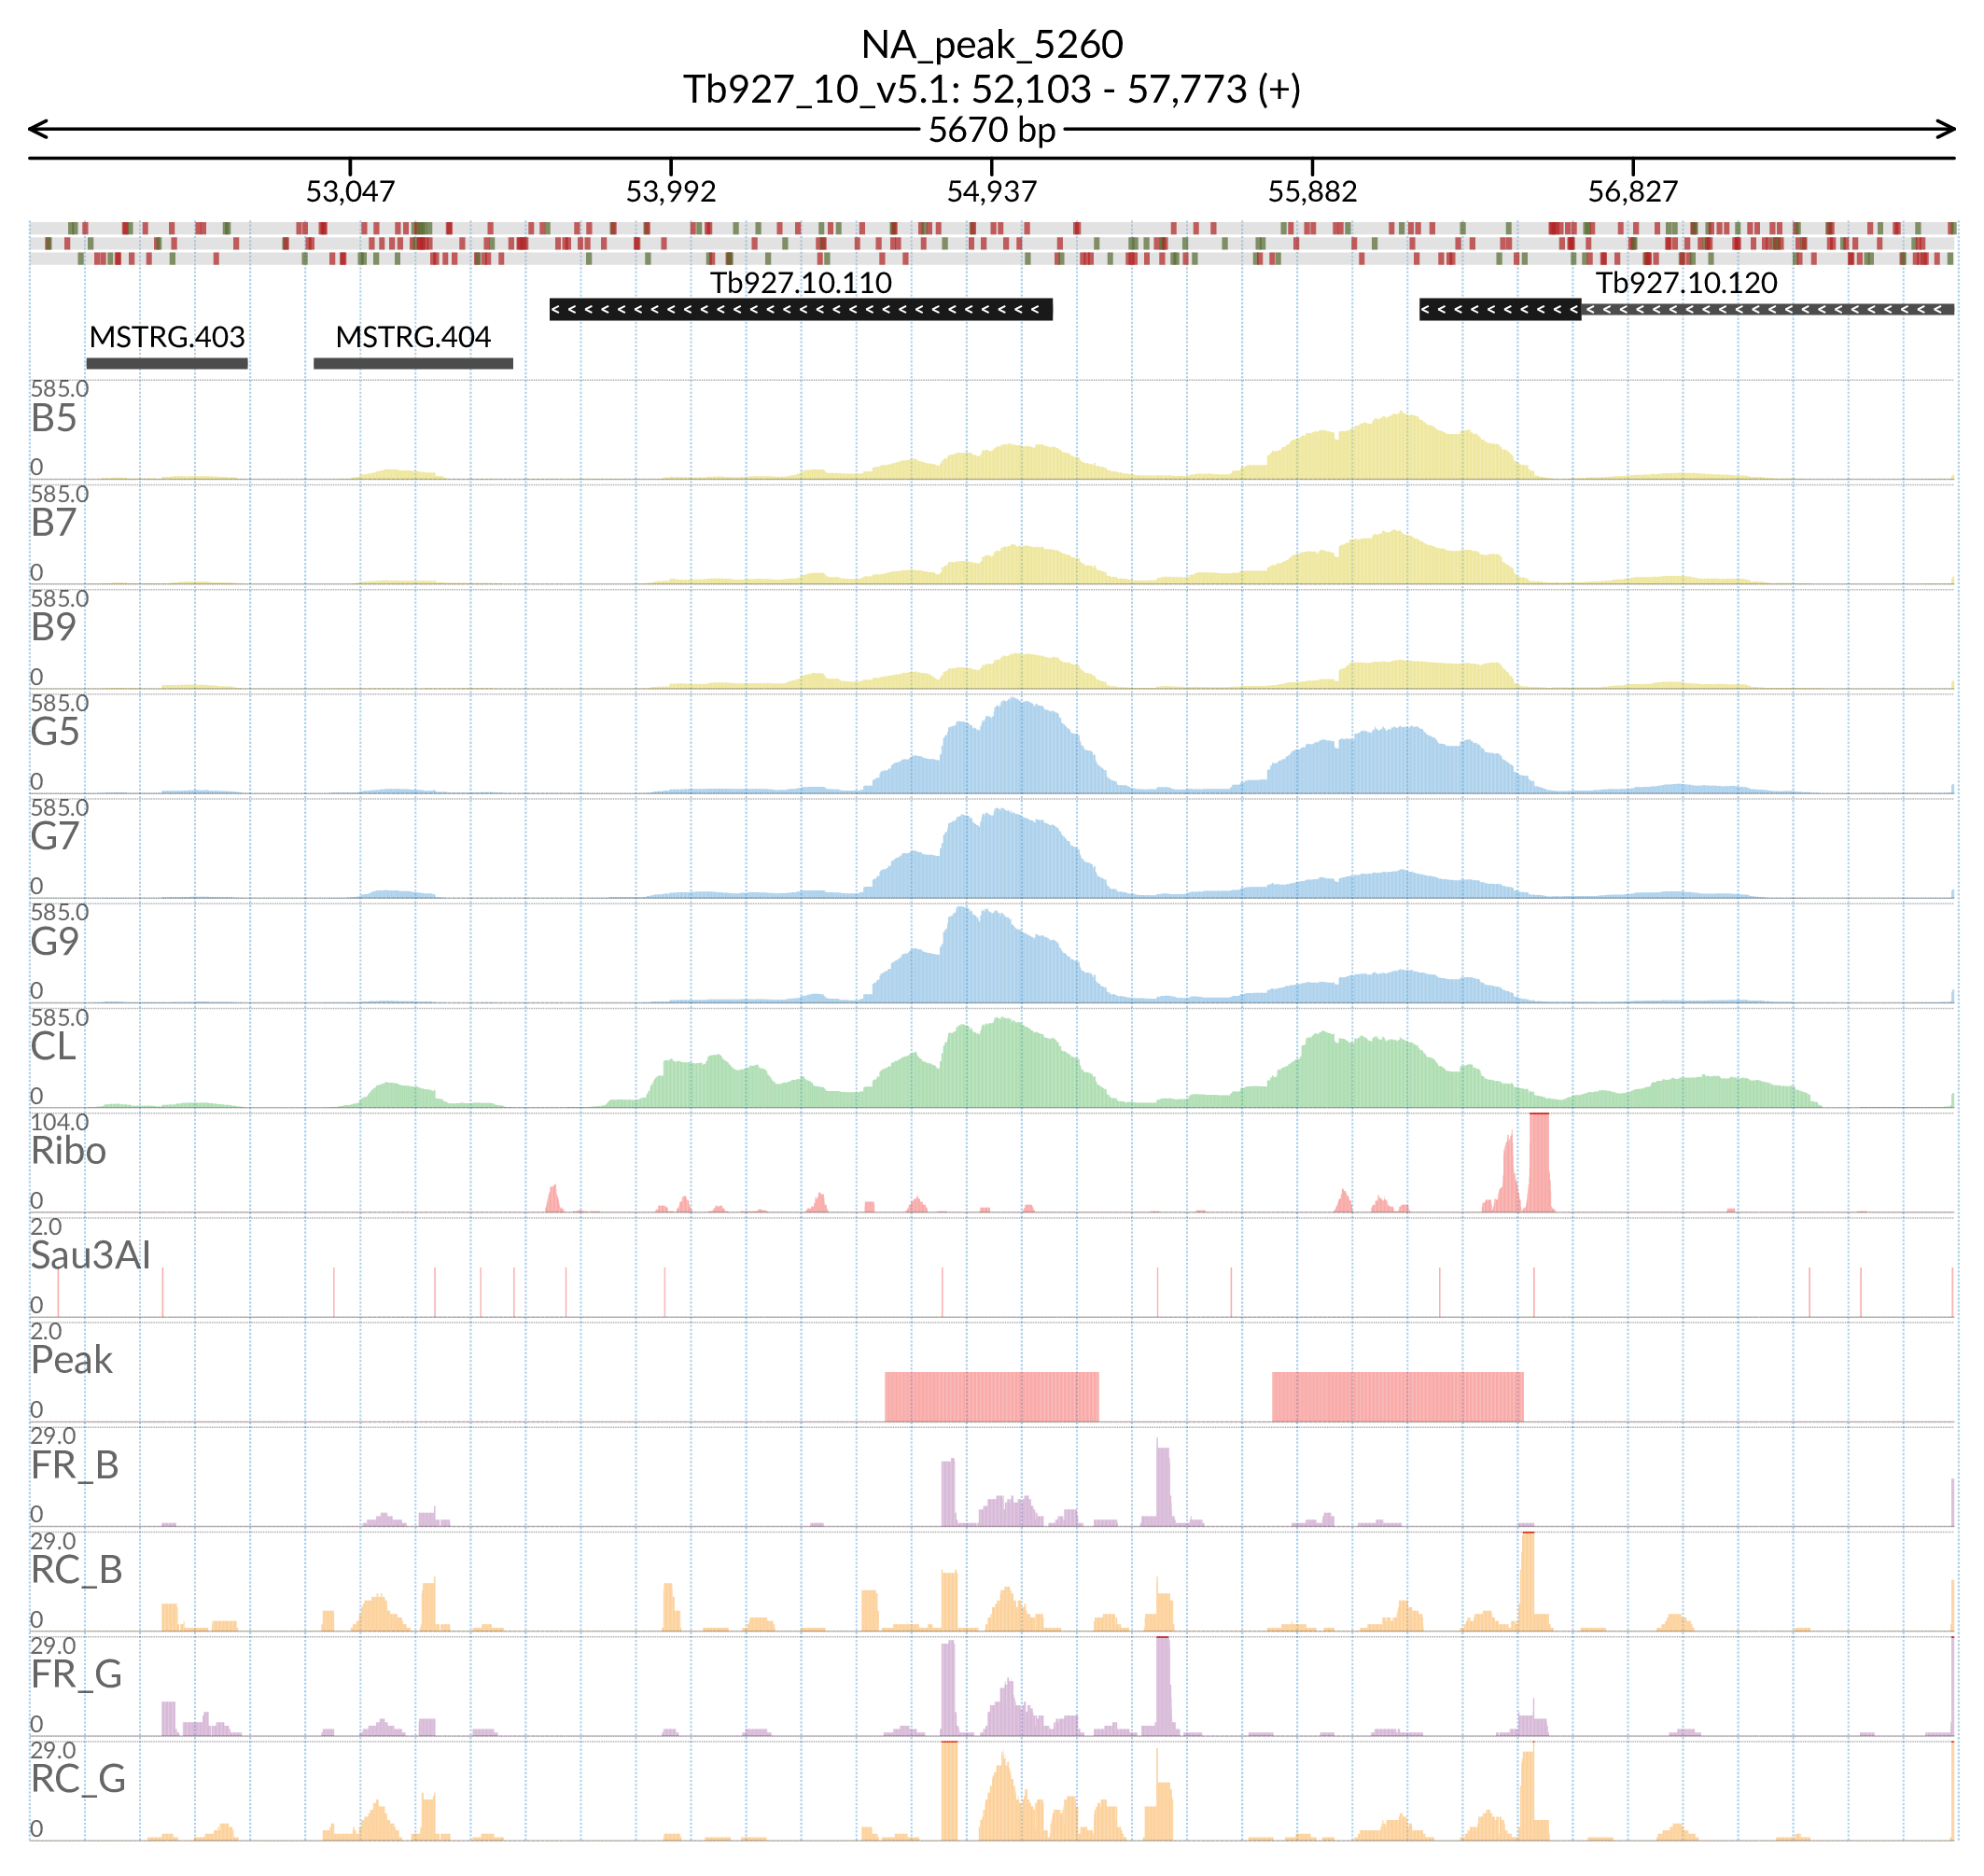 NA_peak_5260
Tb927_10_v5.1: 52,103 - 57,773 (+)
5670 bp
53,047 53,992 54,937 55,882 56,827
Tb927.10.110 Tb927.10.120
MSTRG.403 MSTRG.404
585.0
B5
0
585.0
B7
0
585.0
B9
0
585.0
G5
0
585.0
G7
0
585.0
G9
0
585.0
CL
0
104.0
Ribo
0
2.0
Sau3AI
0
2.0
Peak
0
29.0
FR_B
0
29.0
RC_B
0
29.0
FR_G
0
29.0
RC_G
0